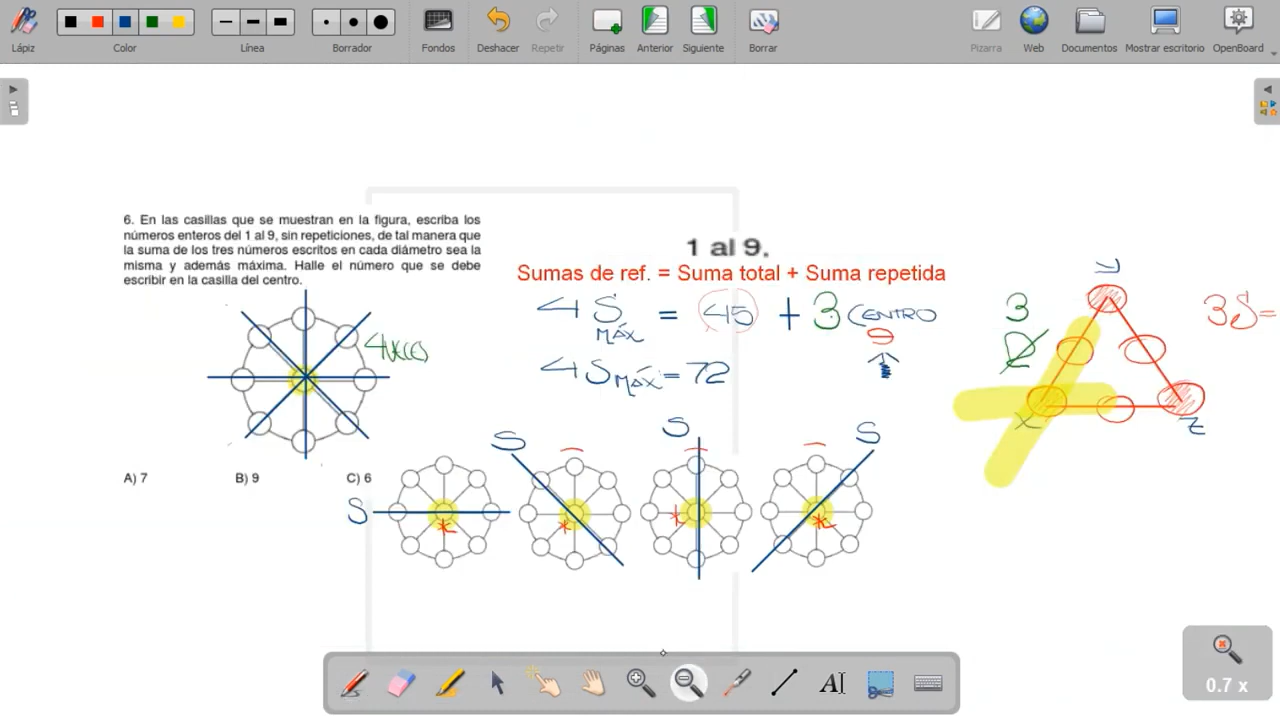 Lápiz
Color
Línea
Borrador
Fondos
Deshacer
Repetir
Páginas
Anterior
Siguiente
Borrar
Pizarra
Web
Documentos
Mostrar escritorio
OpenBoard
6. En las casillas que se muestran en la figura, escriba los
números enteros del 1 al 9, sin repeticiones, de tal manera que
la suma de los tres números escritos en cada diámetro sea la
misma y además máxima. Halle el número que se debe
escribir en la casilla del centro.
4 VECES
A) 7
B) 9
C) 6
1 al 9.
Sumas de ref. = Suma total + Suma repetida
4 S MÁX = 45 + 3 CENTRO
9
4 S MÁX = 72
S
S
S
S
3
2
y
x
z
3S=
0.7 x